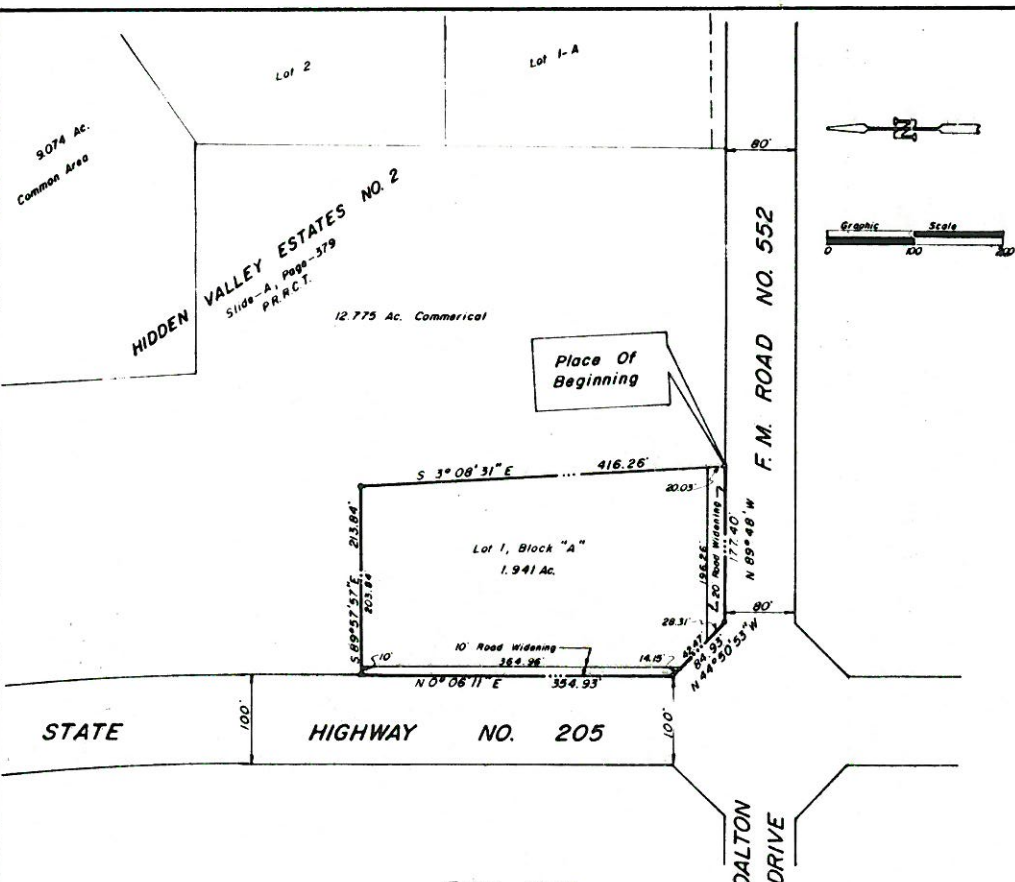 Lot 2
Lot 1-A
9.074 Ac.
Common Area
80'
N
Graphic Scale
0 100 200
HIDDEN VALLEY ESTATES NO. 2
Slide-A, Page-379
P.R.R.C.T.
12.775 Ac. Commerical
F.M. ROAD NO. 552
Place Of
Beginning
S 3° 08' 31" E ... 416.26'
20.03'
20' Road Widening
177.40'
N 89° 48' W
196.26'
213.84'
S 89° 57' 57" E
203.84'
Lot 1, Block "A"
1.941 Ac.
80'
28.31'
42.47'
84.93'
N 44° 50' 53" W
10' Road Widening
10'
364.96'
14.15'
N 0° 06' 11" E ... 354.93'
100'
100'
STATE HIGHWAY NO. 205
DALTON
DRIVE